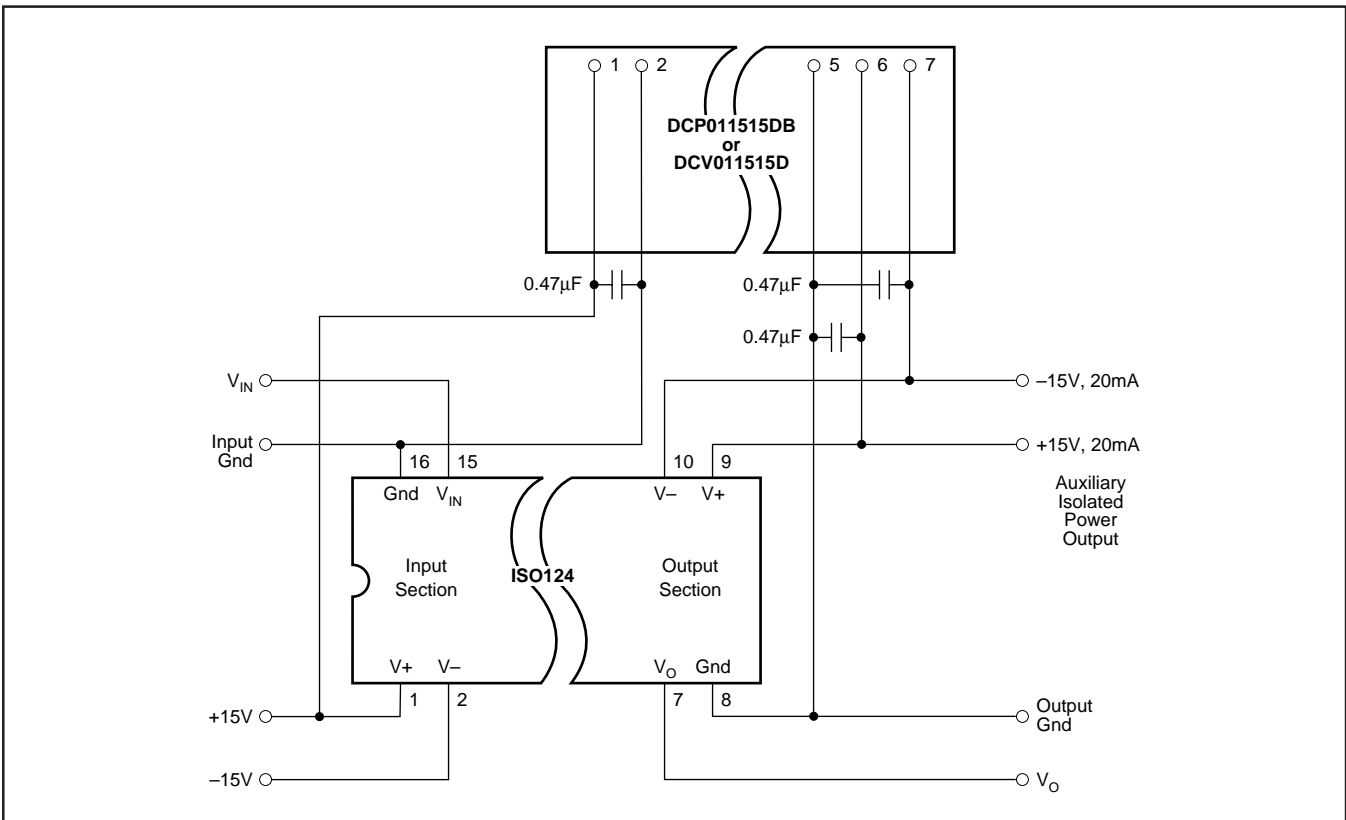 1 2 5 6 7
DCP011515DB
or
DCV011515D
0.47μF 0.47μF
0.47μF
V_IN –15V, 20mA
Input
Gnd
+15V, 20mA
16 15 10 9
Gnd V_IN V– V+
Auxiliary
Isolated
Power
Output
Input
Section
ISO124
Output
Section
V+ V– V_O Gnd
1 2 7 8
+15V
Output
Gnd
–15V V_O